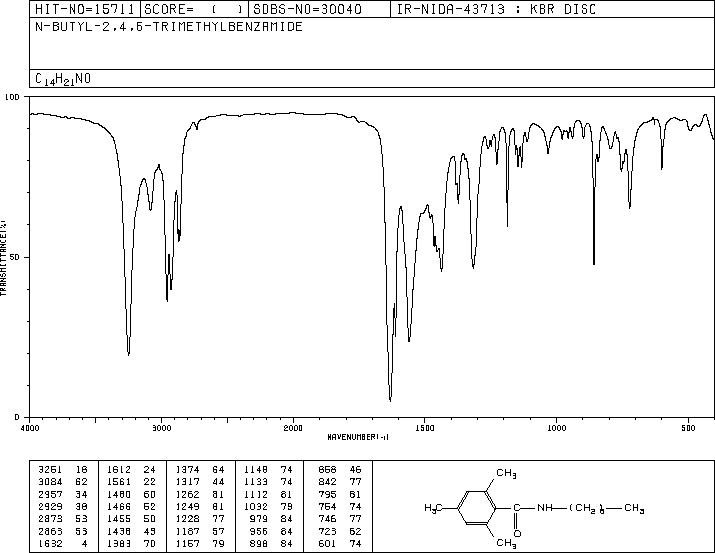 HIT-NO=15711 SCORE= ( ) SDBS-NO=30040 IR-NIDA-43713 : KBR DISC
N-BUTYL-2,4,6-TRIMETHYLBENZAMIDE
C14H21NO
100
50
0
TRANSMITTANCE(%)
4000 3000 2000 1500 1000 500
WAVENUMBER(-1)
3251 18 1612 24 1374 64 1148 74 858 46
3084 62 1561 22 1317 44 1133 74 842 77
2957 34 1480 60 1262 81 1112 81 795 81
2929 38 1466 52 1249 81 1032 79 754 74
2873 53 1455 50 1228 77 979 84 746 77
2863 53 1438 43 1187 57 956 84 723 62
1632 4 1383 70 1157 79 898 84 601 74
CH3
H3C
CH3
O
NH (CH2)3 CH3